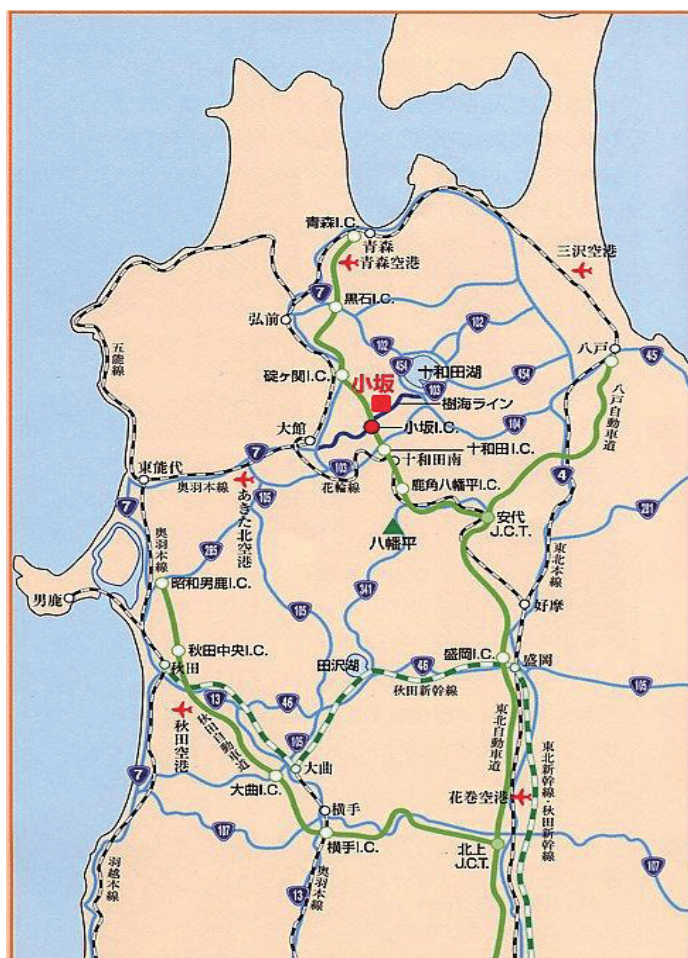 青森I.C.
青森
青森空港
三沢空港
7
黒石I.C.
弘前
102
102
103
454
十和田湖
454
八戸
45
五能線
碇ヶ関I.C.
小坂
103
樹海ライン
八戸自動車道
大館
小坂I.C.
104
7
103
十和田南
十和田I.C.
4
東能代
奥羽本線
105
花輪線
鹿角八幡平I.C.
7
あきた北空港
安代
J.C.T.
281
八幡平
奥羽本線
285
東北本線
昭和男鹿I.C.
341
男鹿
105
好摩
秋田中央I.C.
秋田
田沢湖
46
盛岡I.C.
盛岡
秋田新幹線
105
13
46
秋田空港
秋田自動車道
105
東北自動車道
東北新幹線・秋田新幹線
7
大曲
大曲I.C.
花巻空港
横手
107
横手I.C.
北上
J.C.T.
107
羽越本線
13
奥羽本線